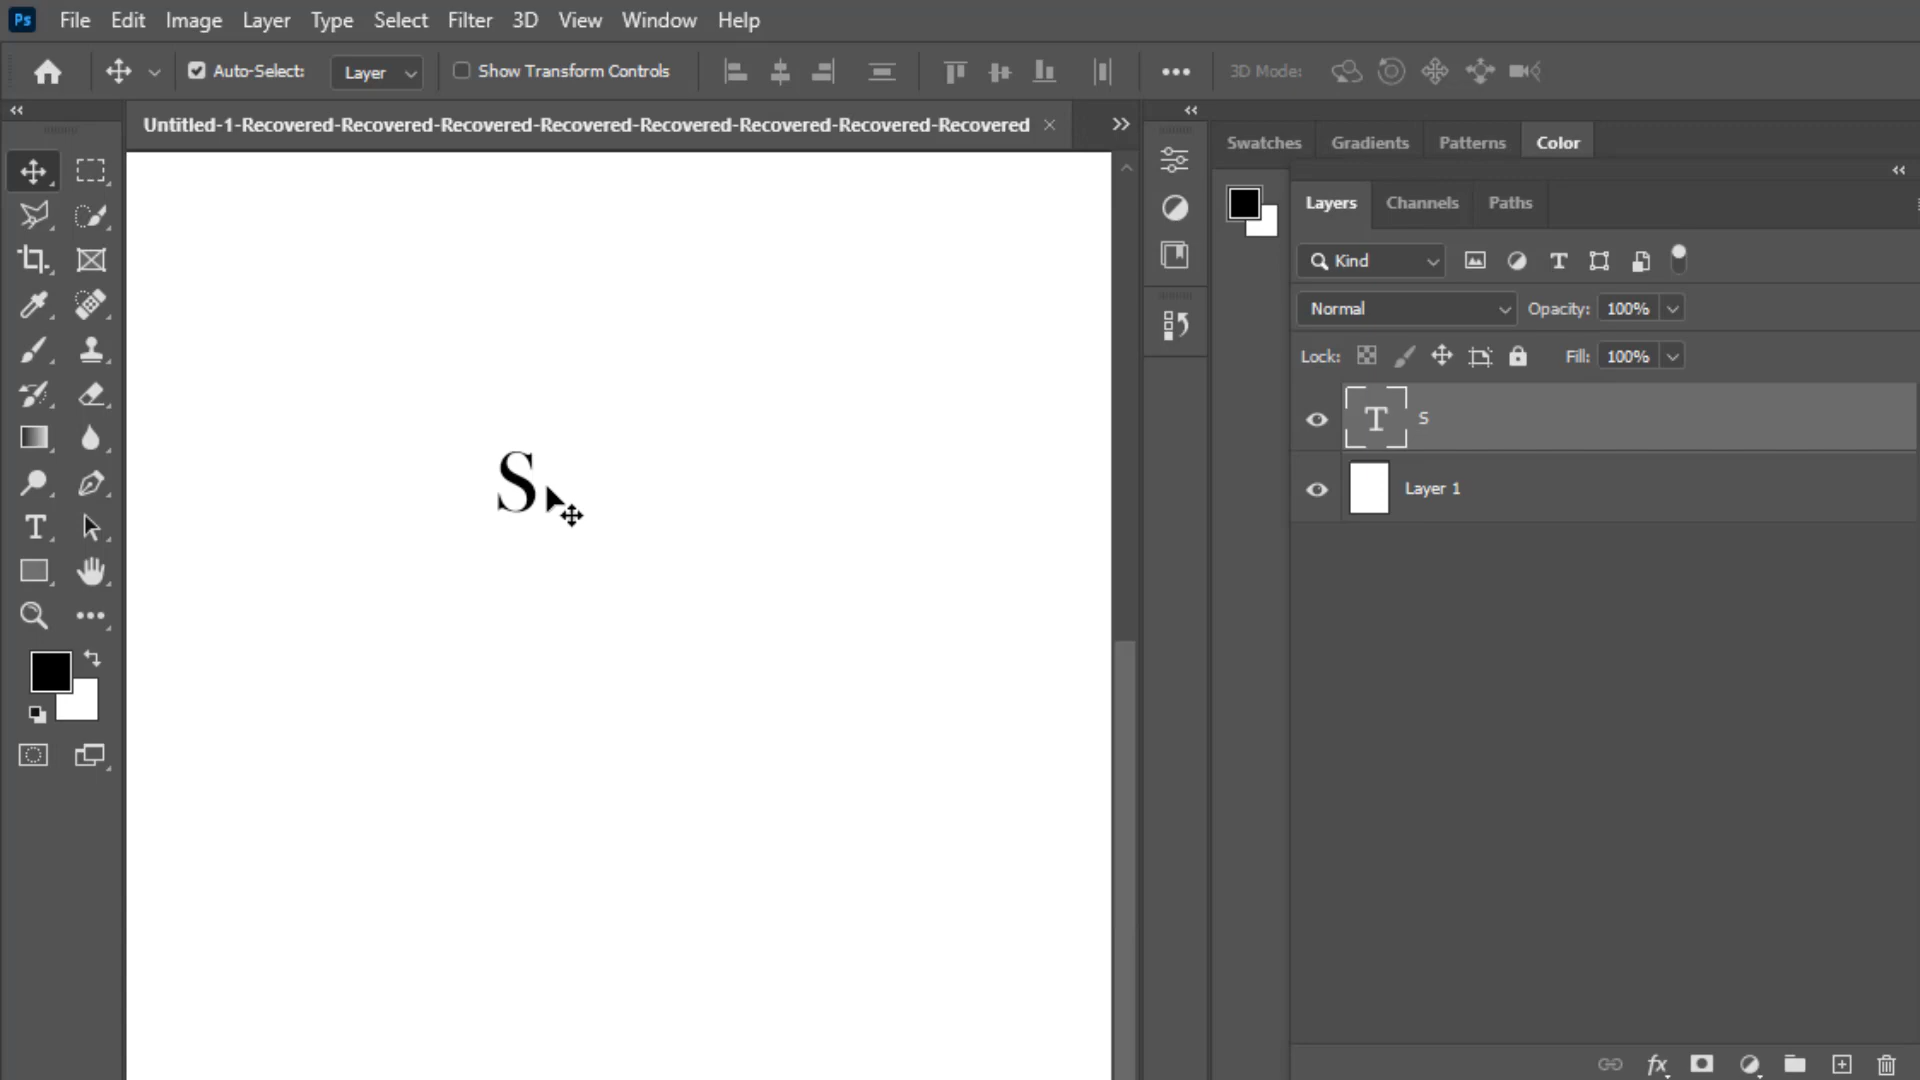 Ps File Edit Image Layer Type Select Filter 3D View Window Help
Auto-Select: Layer Show Transform Controls 3D Mode:
Untitled-1-Recovered-Recovered-Recovered-Recovered-Recovered-Recovered-Recovered-Recovered
Swatches Gradients Patterns Color
Layers Channels Paths
Kind T
Normal Opacity: 100%
Lock: Fill: 100%
T S
S
Layer 1
T
fx